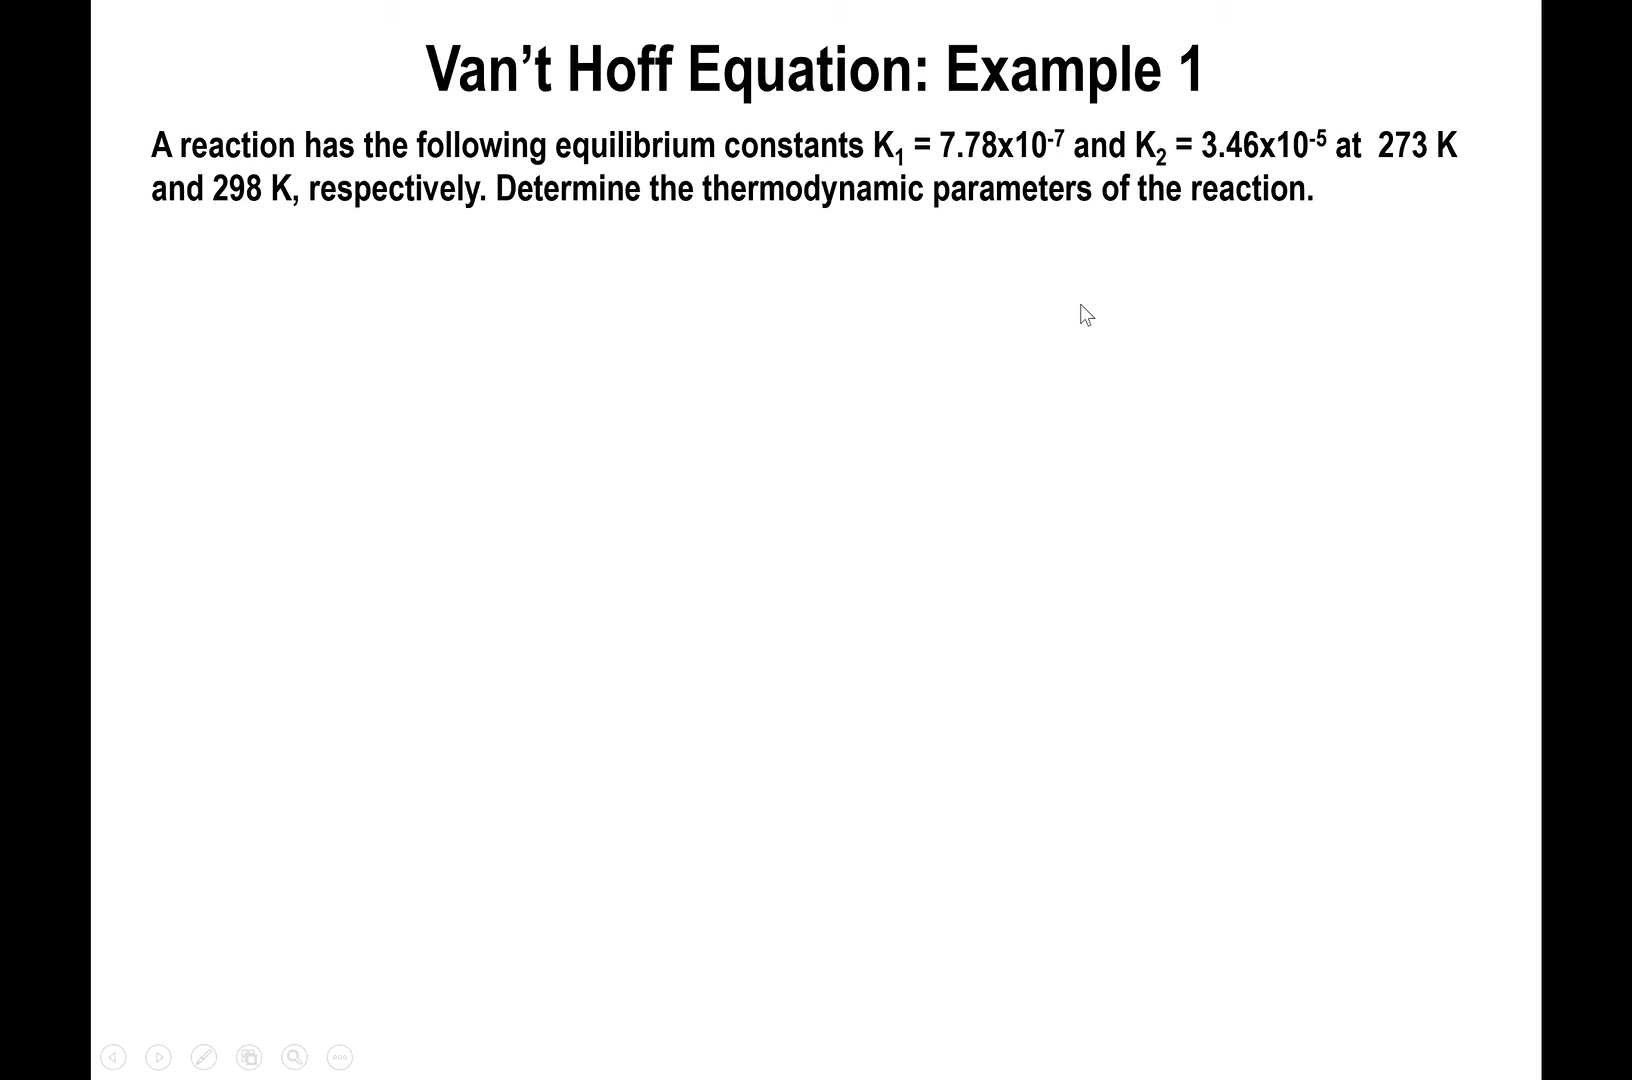 Van’t Hoff Equation: Example 1
A reaction has the following equilibrium constants K₁ = 7.78x10⁻⁷ and K₂ = 3.46x10⁻⁵ at  273 K
and 298 K, respectively. Determine the thermodynamic parameters of the reaction.